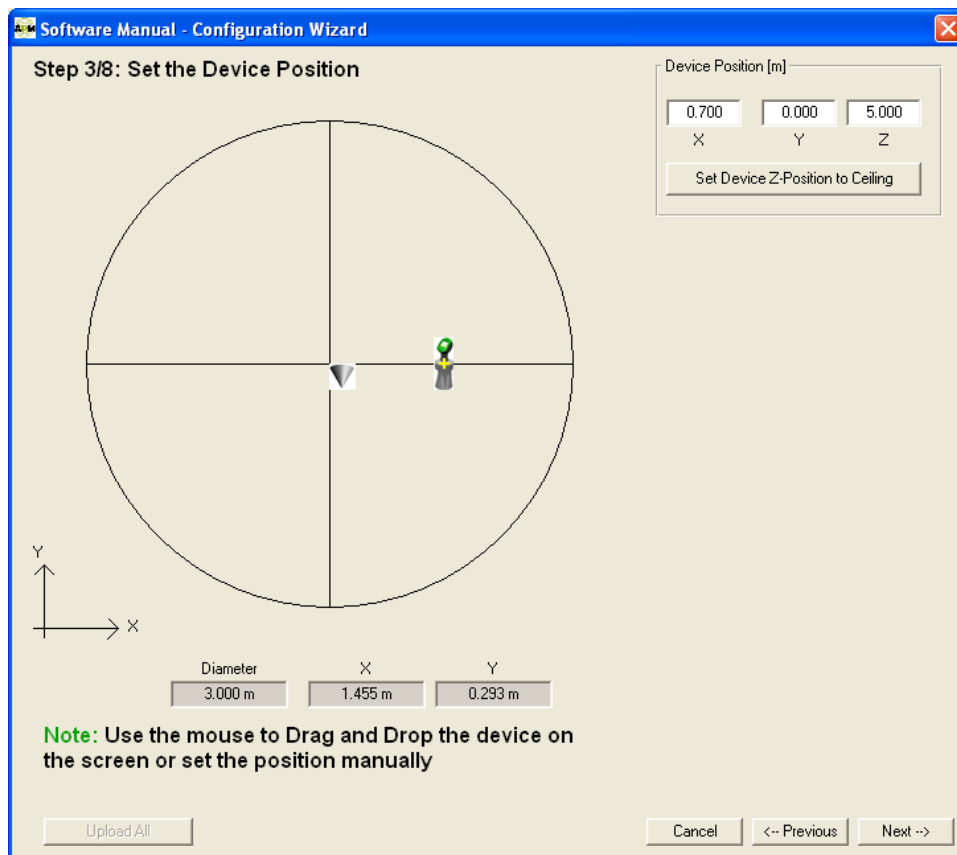 APM Software Manual - Configuration Wizard
Step 3/8: Set the Device Position
Device Position [m]
0.700 0.000 5.000
X Y Z
Set Device Z-Position to Ceiling
Y
X
Diameter X Y
3.000 m 1.455 m 0.293 m
Note: Use the mouse to Drag and Drop the device on
the screen or set the position manually
Upload All Cancel <-- Previous Next -->